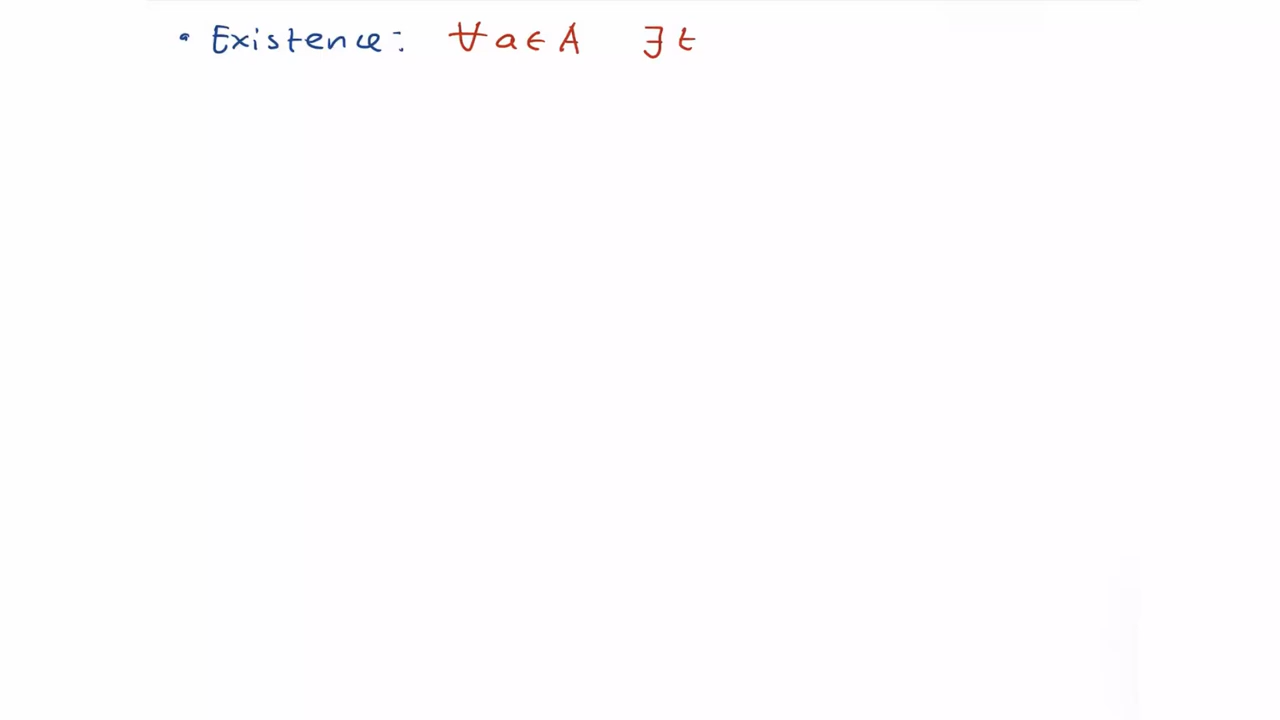 • Existence: ∀ a ∈ A ∃ t